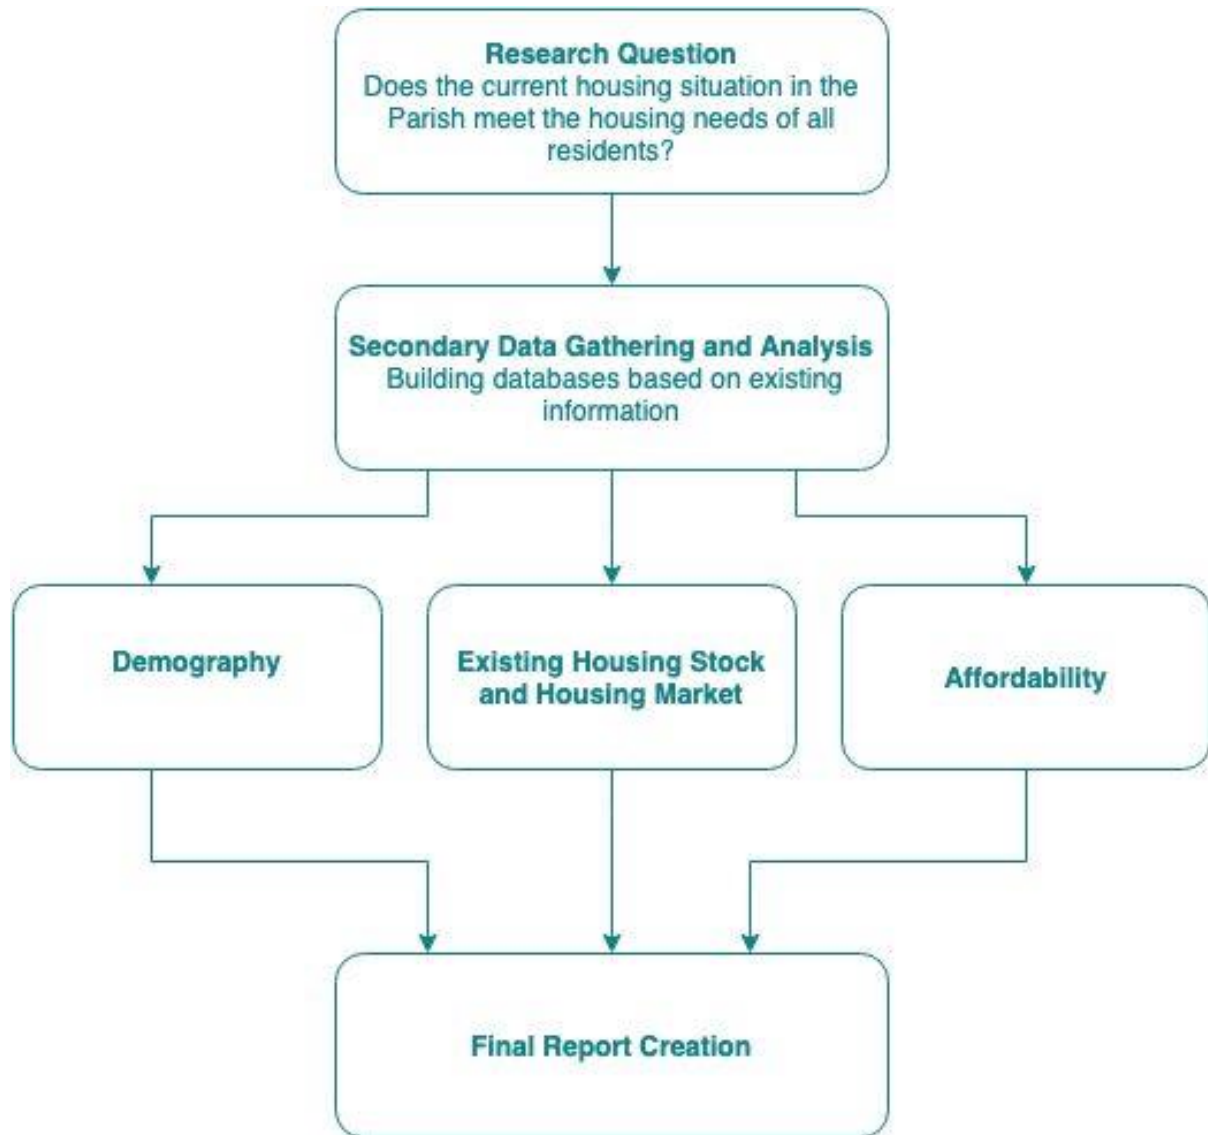 Research Question
Does the current housing situation in the
Parish meet the housing needs of all
residents?
Secondary Data Gathering and Analysis
Building databases based on existing
information
Demography
Existing Housing Stock
and Housing Market
Affordability
Final Report Creation